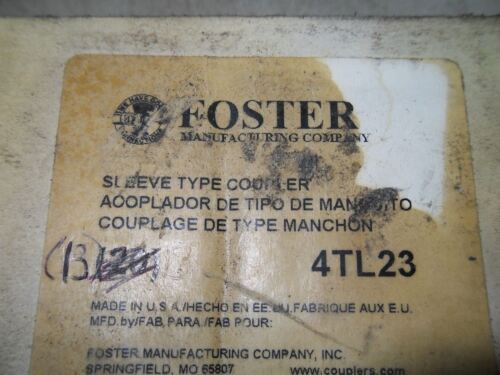 FOSTER
MANUFACTURING COMPANY
SLEEVE TYPE COUPLER
ACOPLADOR DE TIPO DE MANGUITO
COUPLAGE DE TYPE MANCHON
(13)
4TL23
MADE IN U.S.A./HECHO EN EE.UU.FABRIQUE AUX E.U.
MFD.by/FAB.PARA /FAB POUR:
FOSTER MANUFACTURING COMPANY, INC.
SPRINGFIELD, MO 65807 www.couplers.com